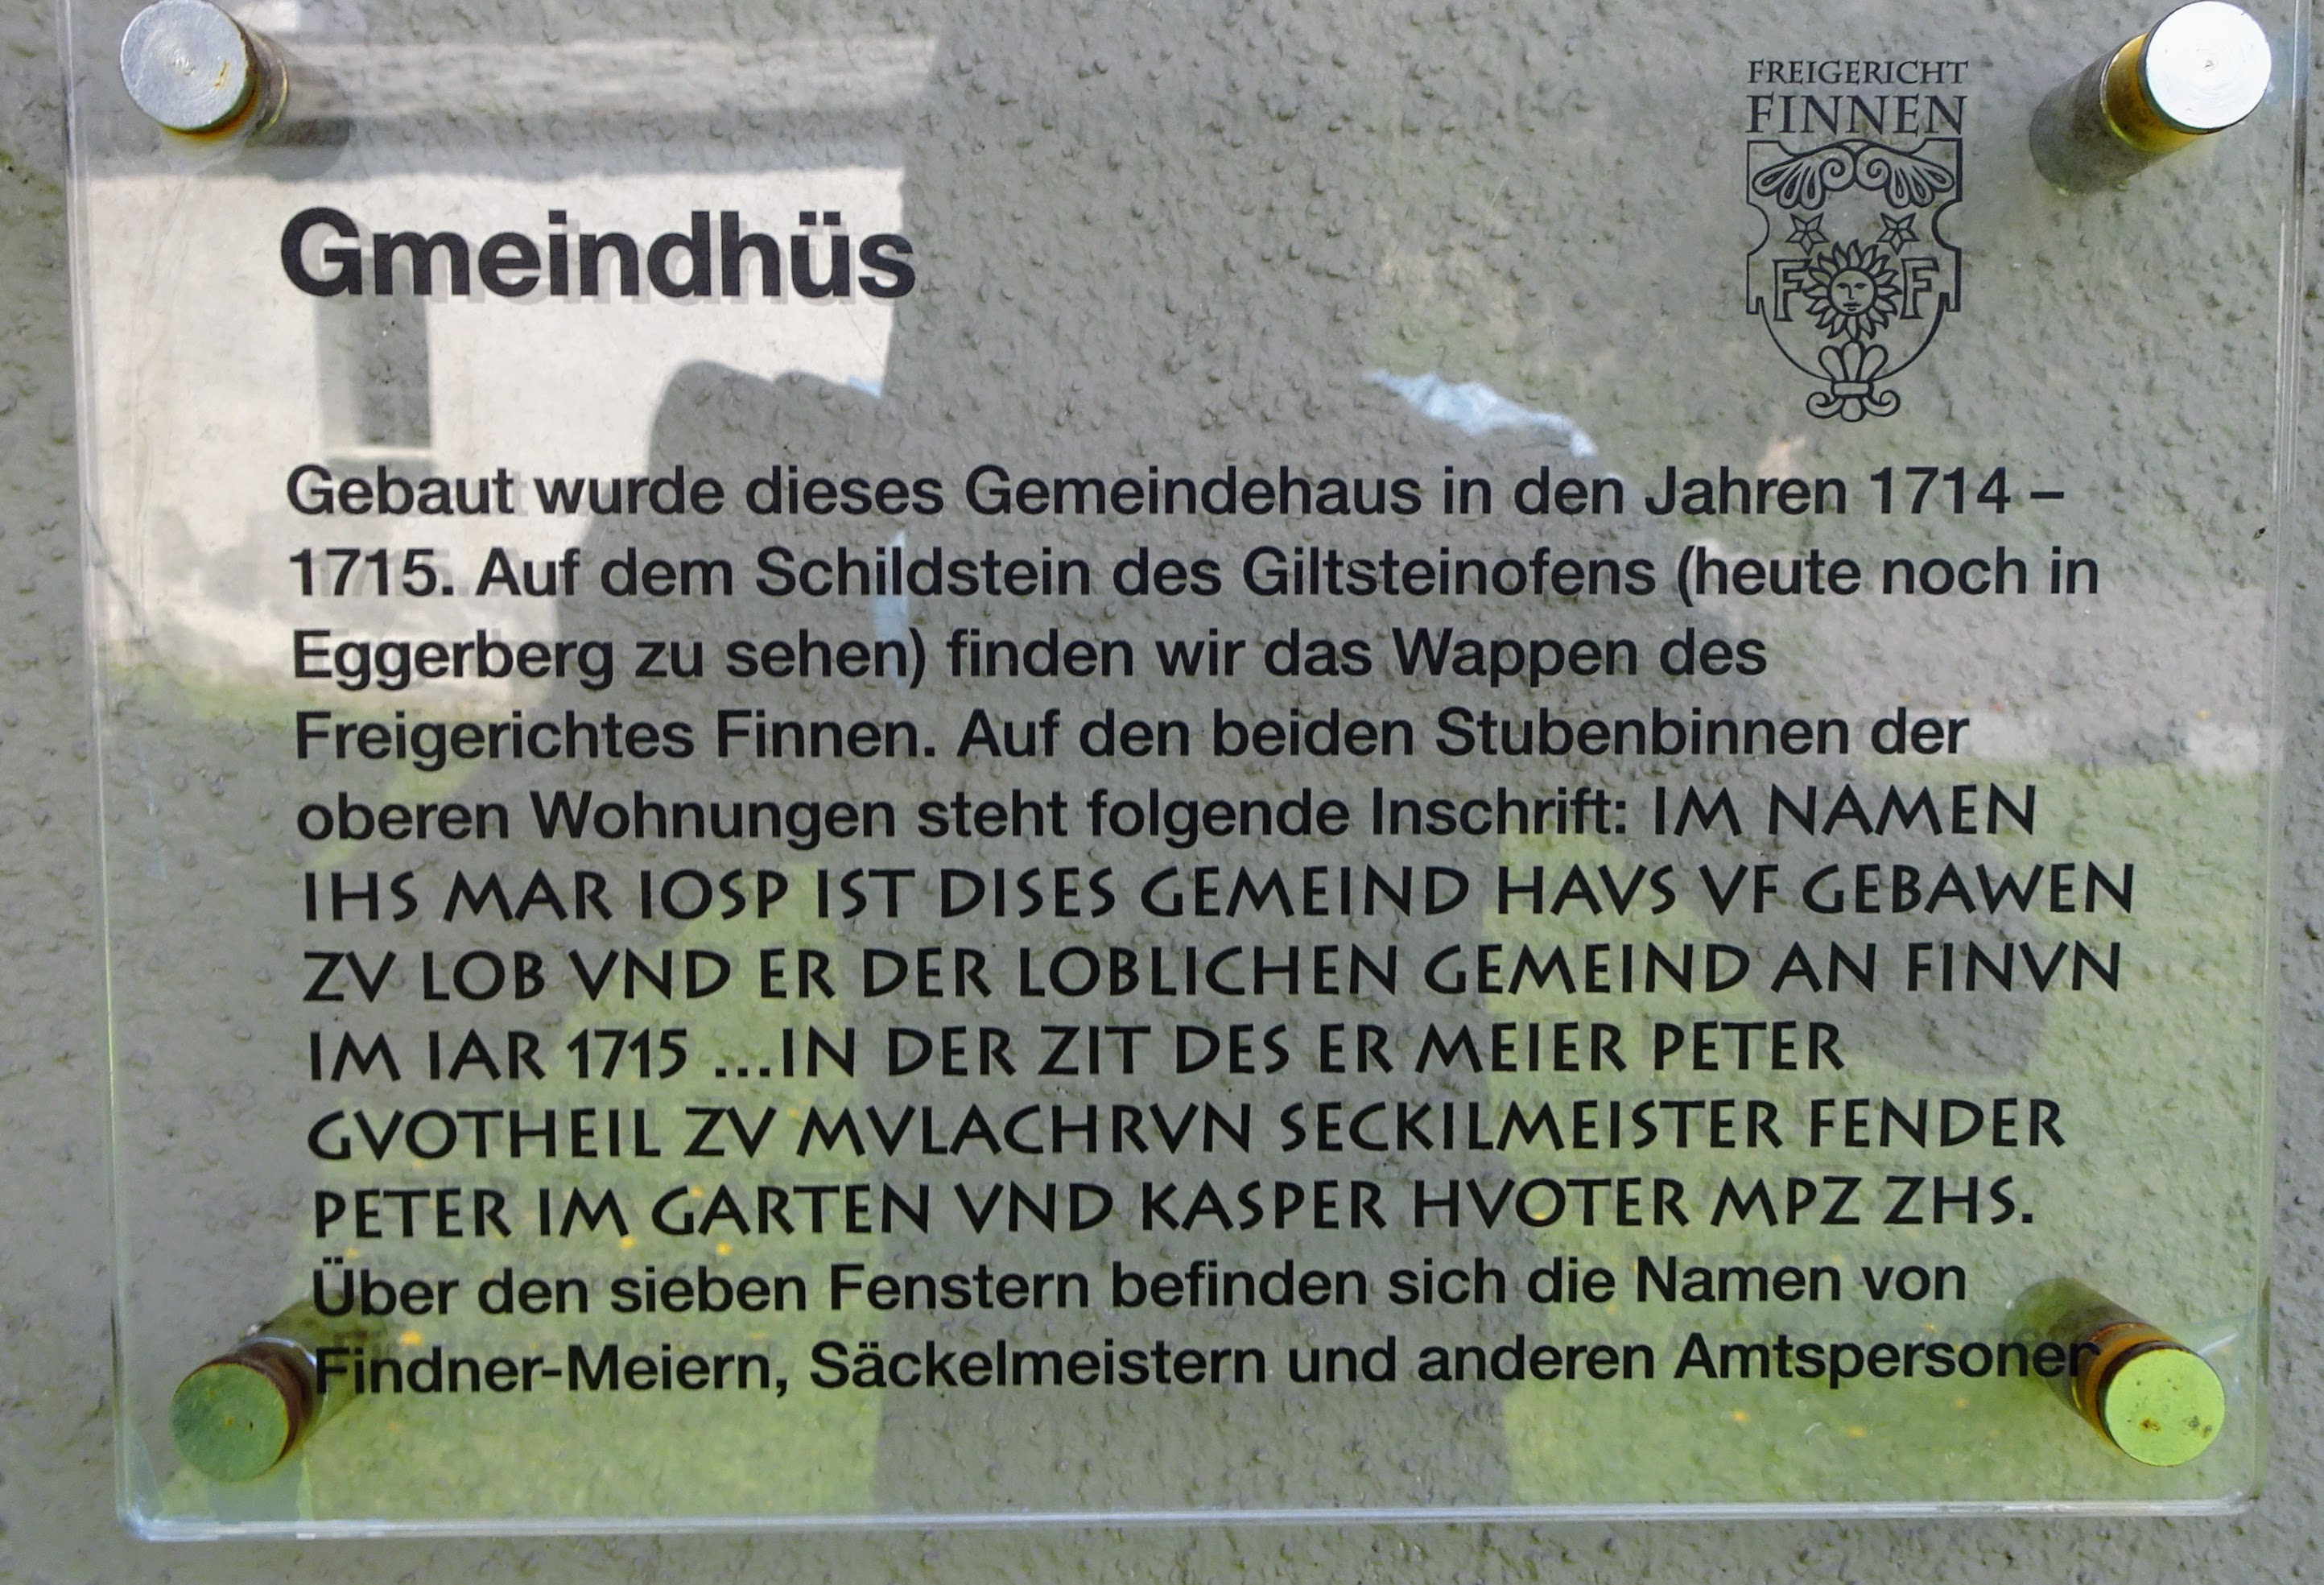 FREIGERICHT
FINNEN
F F
Gmeindhüs
Gebaut wurde dieses Gemeindehaus in den Jahren 1714 –
1715. Auf dem Schildstein des Giltsteinofens (heute noch in
Eggerberg zu sehen) finden wir das Wappen des
Freigerichtes Finnen. Auf den beiden Stubenbinnen der
oberen Wohnungen steht folgende Inschrift: IM NAMEN
IHS MAR IOSP IST DISES GEMEIND HAVS VF GEBAWEN
ZV LOB VND ER DER LOBLICHEN GEMEIND AN FINVN
IM IAR 1715 ...IN DER ZIT DES ER MEIER PETER
GVOTHEIL ZV MVLACHRVN SECKILMEISTER FENDER
PETER IM GARTEN VND KASPER HVOTER MPZ ZHS.
Über den sieben Fenstern befinden sich die Namen von
Findner-Meiern, Säckelmeistern und anderen Amtspersonen